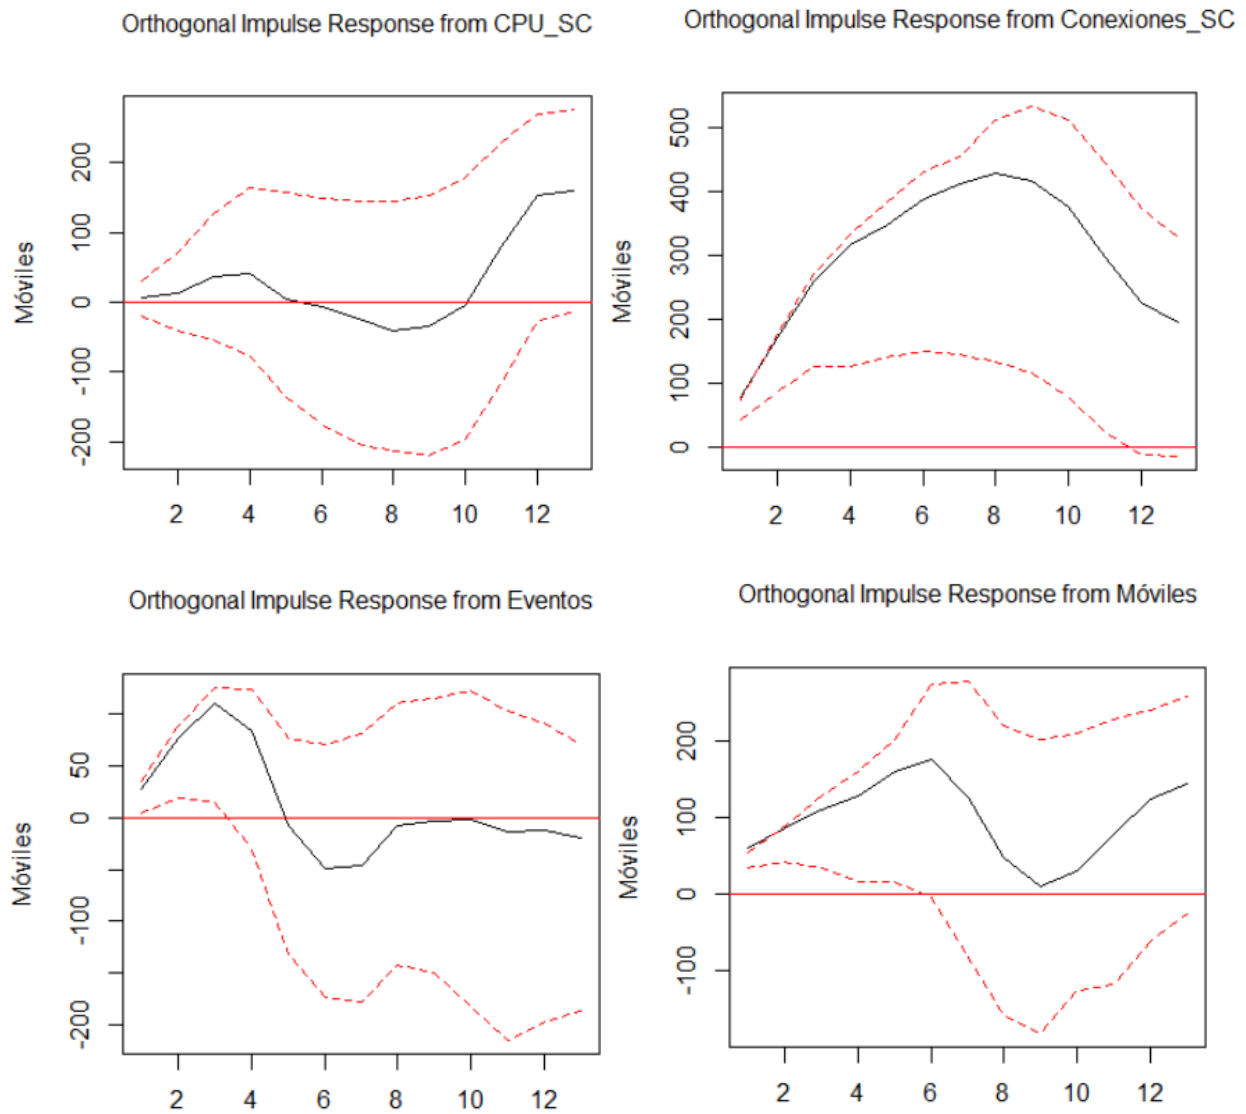 Orthogonal Impulse Response from CPU_SC
Móviles
200
100
0
-100
-200
2 4 6 8 10 12
Orthogonal Impulse Response from Conexiones_SC
Móviles
500
400
300
200
100
0
2 4 6 8 10 12
Orthogonal Impulse Response from Eventos
Móviles
50
0
-100
-200
2 4 6 8 10 12
Orthogonal Impulse Response from Móviles
Móviles
200
100
0
-100
2 4 6 8 10 12